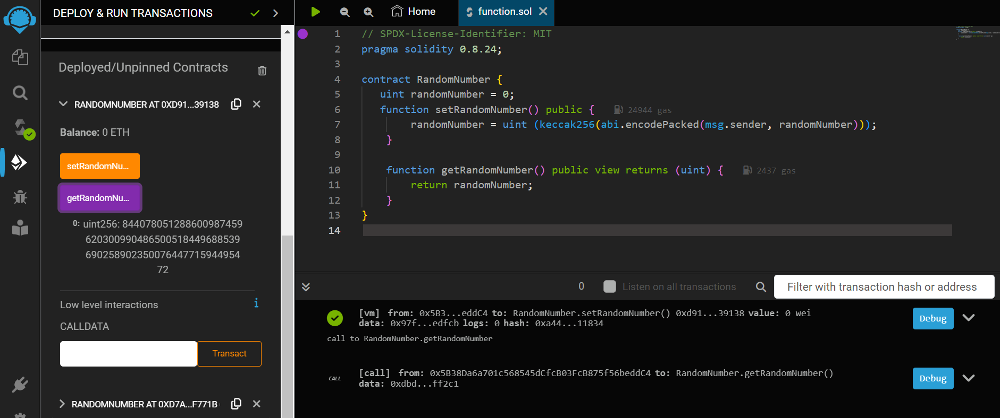 DEPLOY & RUN TRANSACTIONS
Deployed/Unpinned Contracts
RANDOMNUMBER AT 0XD91...39138
Balance: 0 ETH
setRandomNu...
getRandomNu...
0: uint256: 844078051288600987459
620300990486500518449688539
690258902350076447715944954
72
Low level interactions
i
CALLDATA
Transact
RANDOMNUMBER AT 0XD7A...F771B
Home
function.sol
1 // SPDX-License-Identifier: MIT
2 pragma solidity 0.8.24;
3
4 contract RandomNumber {
5 uint randomNumber = 0;
6 function setRandomNumber() public { 24944 gas
7 randomNumber = uint (keccak256(abi.encodePacked(msg.sender, randomNumber)));
8 }
9
10 function getRandomNumber() public view returns (uint) { 2437 gas
11 return randomNumber;
12 }
13 }
14
0 Listen on all transactions Filter with transaction hash or address
[vm] from: 0x5B3...eddC4 to: RandomNumber.setRandomNumber() 0xd91...39138 value: 0 wei
data: 0x97f...edfcb logs: 0 hash: 0xa44...11834
Debug
call to RandomNumber.getRandomNumber
CALL [call] from: 0x5B38Da6a701c568545dCfcB03FcB875f56beddC4 to: RandomNumber.getRandomNumber()
data: 0xdbd...ff2c1
Debug